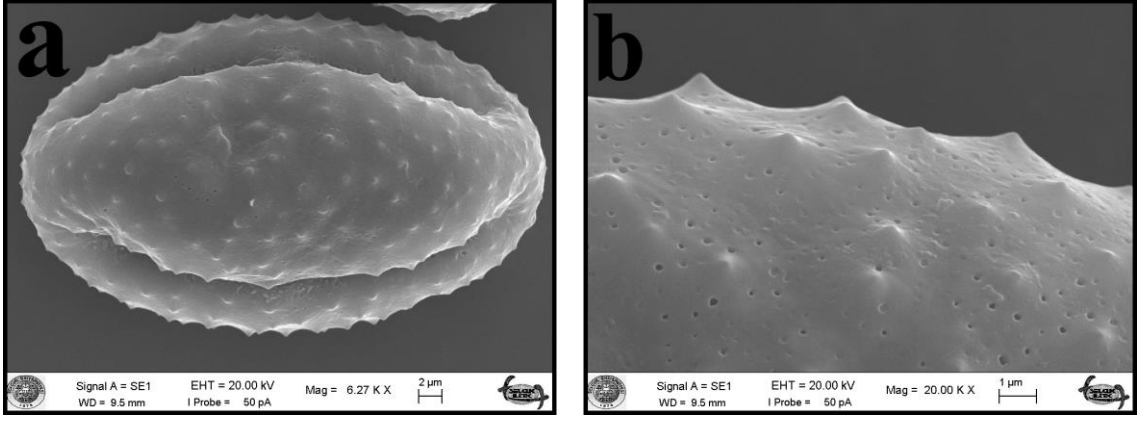 a
Signal A = SE1 EHT = 20.00 kV Mag = 6.27 K X 2 µm
WD = 9.5 mm I Probe = 50 pA
b
Signal A = SE1 EHT = 20.00 kV Mag = 20.00 K X 1 µm
WD = 9.5 mm I Probe = 50 pA